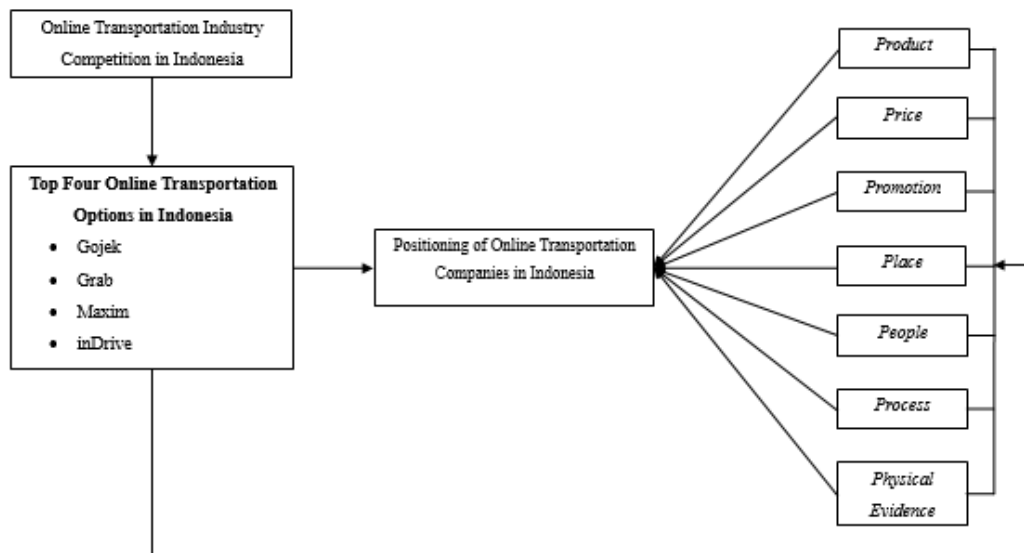 Online Transportation Industry
Competition in Indonesia
Top Four Online Transportation
Options in Indonesia
• Gojek
• Grab
• Maxim
• inDrive
Positioning of Online Transportation
Companies in Indonesia
Product
Price
Promotion
Place
People
Process
Physical
Evidence